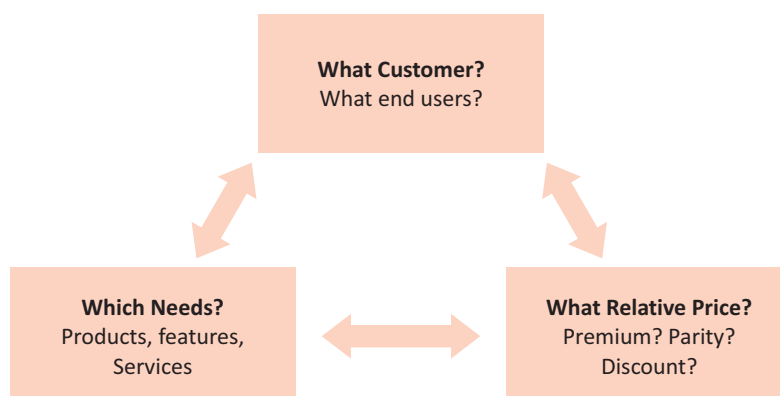 What Customer?
What end users?
Which Needs?
Products, features,
Services
What Relative Price?
Premium? Parity?
Discount?